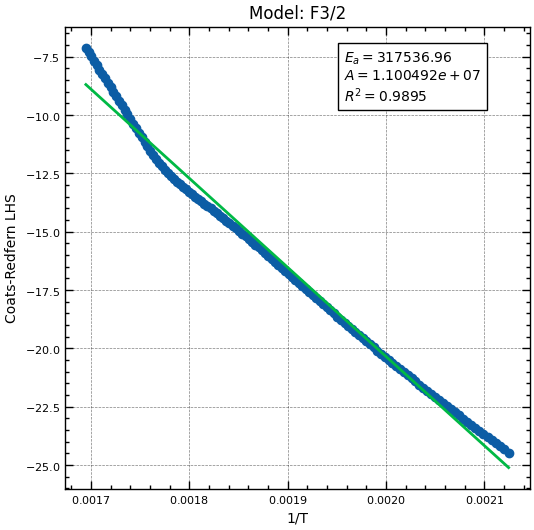 Model: F3/2
−7.5
−10.0
−12.5
−15.0
−17.5
−20.0
−22.5
−25.0
Coats-Redfern LHS
E_a = 317536.96
A = 1.100492e + 07
R² = 0.9895
0.0017
0.0018
0.0019
0.0020
0.0021
1/T